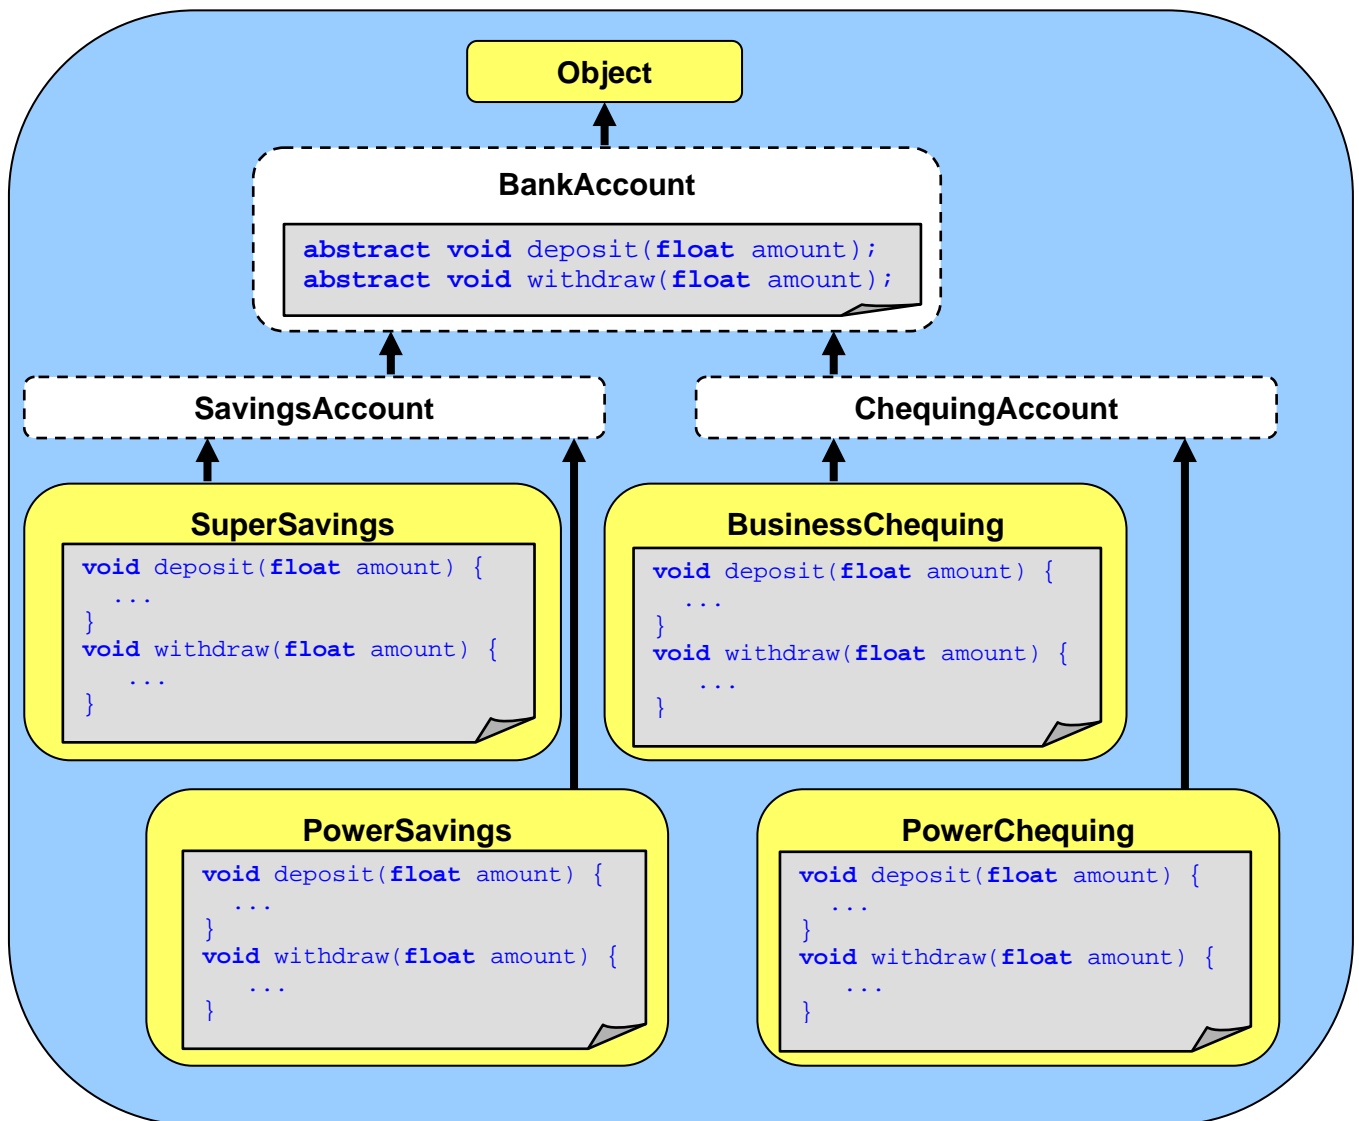 Object
BankAccount
abstract void deposit(float amount);
abstract void withdraw(float amount);
SavingsAccount
ChequingAccount
SuperSavings
void deposit(float amount) {
...
}
void withdraw(float amount) {
...
}
BusinessChequing
void deposit(float amount) {
...
}
void withdraw(float amount) {
...
}
PowerSavings
void deposit(float amount) {
...
}
void withdraw(float amount) {
...
}
PowerChequing
void deposit(float amount) {
...
}
void withdraw(float amount) {
...
}